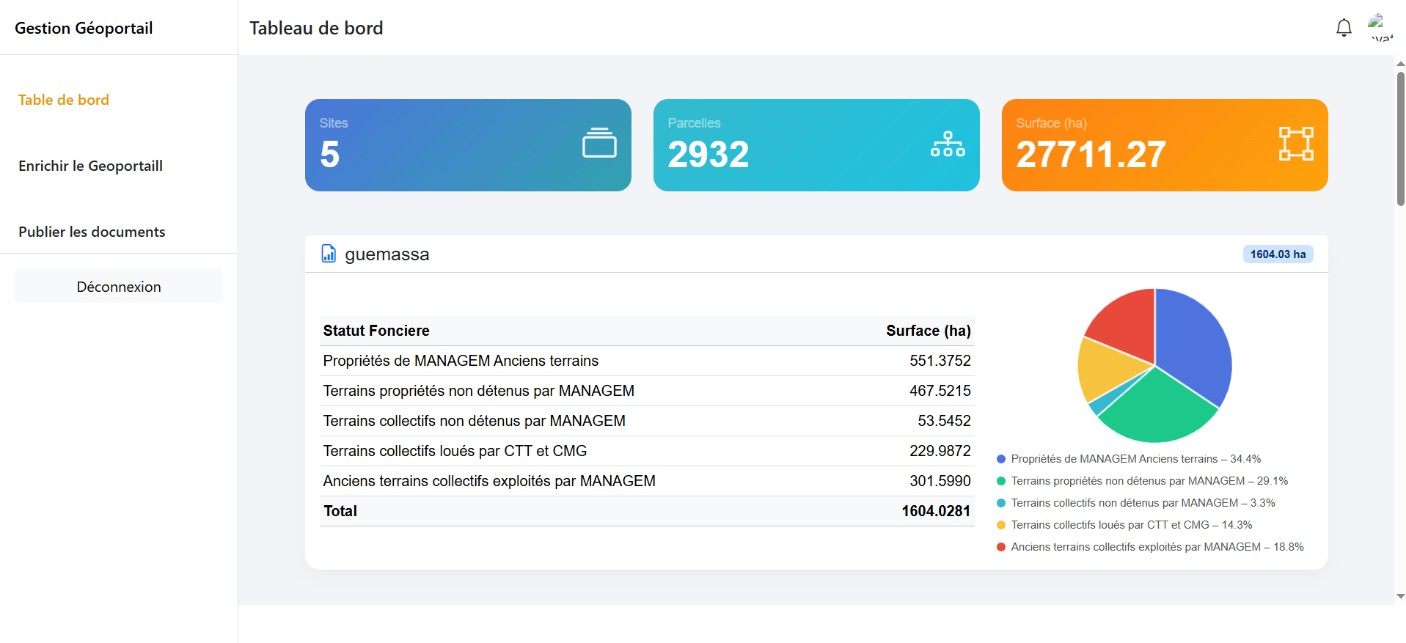 Gestion Géoportail
Tableau de bord
Table de bord
Enrichir le Geoportaill
Publier les documents
Déconnexion
Sites
5
Parcelles
2932
Surface (ha)
27711.27
guemassa
1604.03 ha
Statut Fonciere Surface (ha)
Propriétés de MANAGEM Anciens terrains 551.3752
Terrains propriétés non détenus par MANAGEM 467.5215
Terrains collectifs non détenus par MANAGEM 53.5452
Terrains collectifs loués par CTT et CMG 229.9872
Anciens terrains collectifs exploités par MANAGEM 301.5990
Total 1604.0281
Propriétés de MANAGEM Anciens terrains – 34.4%
Terrains propriétés non détenus par MANAGEM – 29.1%
Terrains collectifs non détenus par MANAGEM – 3.3%
Terrains collectifs loués par CTT et CMG – 14.3%
Anciens terrains collectifs exploités par MANAGEM – 18.8%